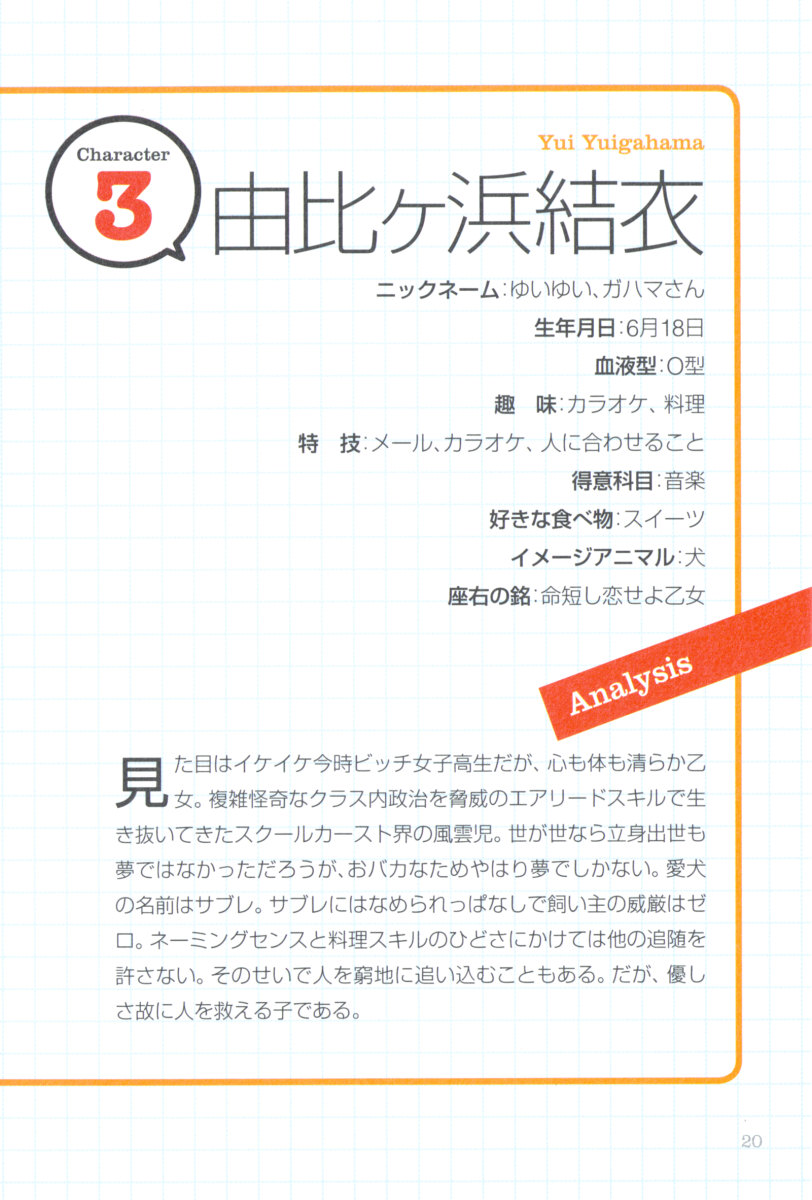 Yui Yuigahama
Character
3
由比ヶ浜結衣
ニックネーム:ゆいゆい、ガハマさん
生年月日:6月18日
血液型:O型
趣　味:カラオケ、料理
特　技:メール、カラオケ、人に合わせること
得意科目:音楽
好きな食べ物:スイーツ
イメージアニマル:犬
座右の銘:命短し恋せよ乙女
Analysis
見た目はイケイケ今時ビッチ女子高生だが、心も体も清らか乙
女。複雑怪奇なクラス内政治を脅威のエアリードスキルで生
き抜いてきたスクールカースト界の風雲児。世が世なら立身出世も
夢ではなかっただろうが、おバカなためやはり夢でしかない。愛犬
の名前はサブレ。サブレにはなめられっぱなしで飼い主の威厳はゼ
ロ。ネーミングセンスと料理スキルのひどさにかけては他の追随を
許さない。そのせいで人を窮地に追い込むこともある。だが、優し
さ故に人を救える子である。
20